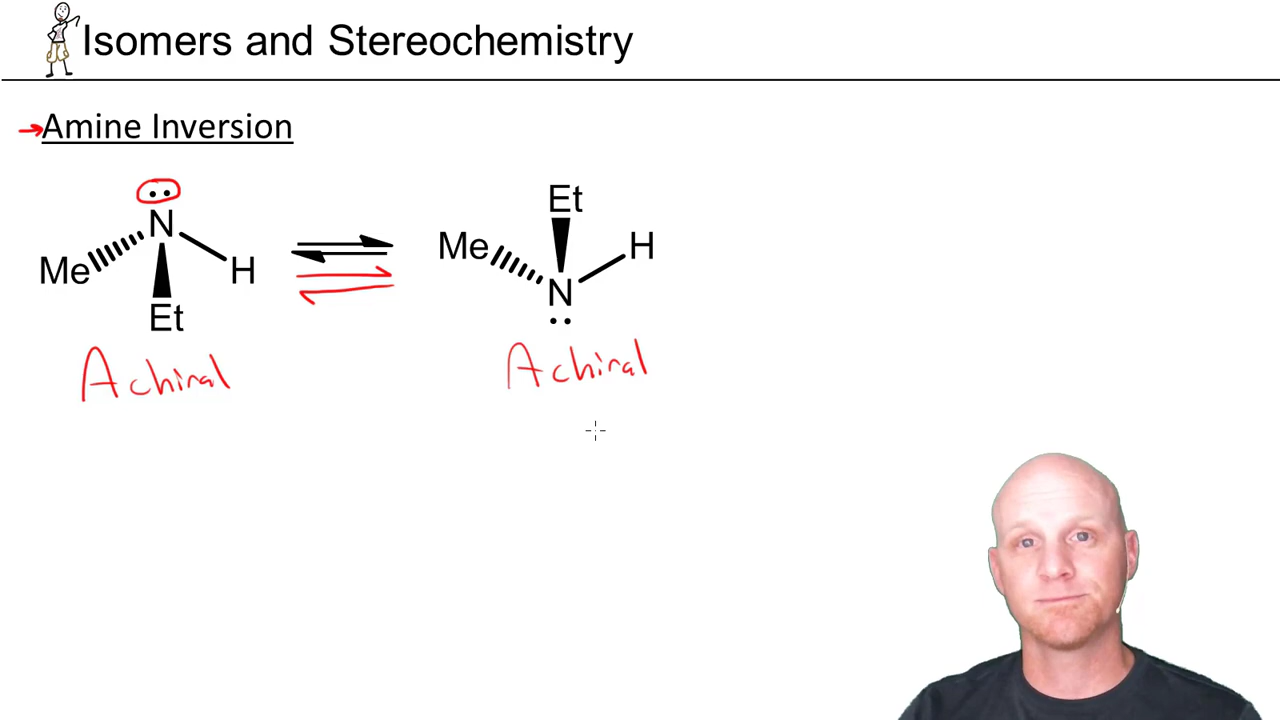 Isomers and Stereochemistry
Amine Inversion
N
Me
H
Et
Et
Me
H
N
Achiral
Achiral